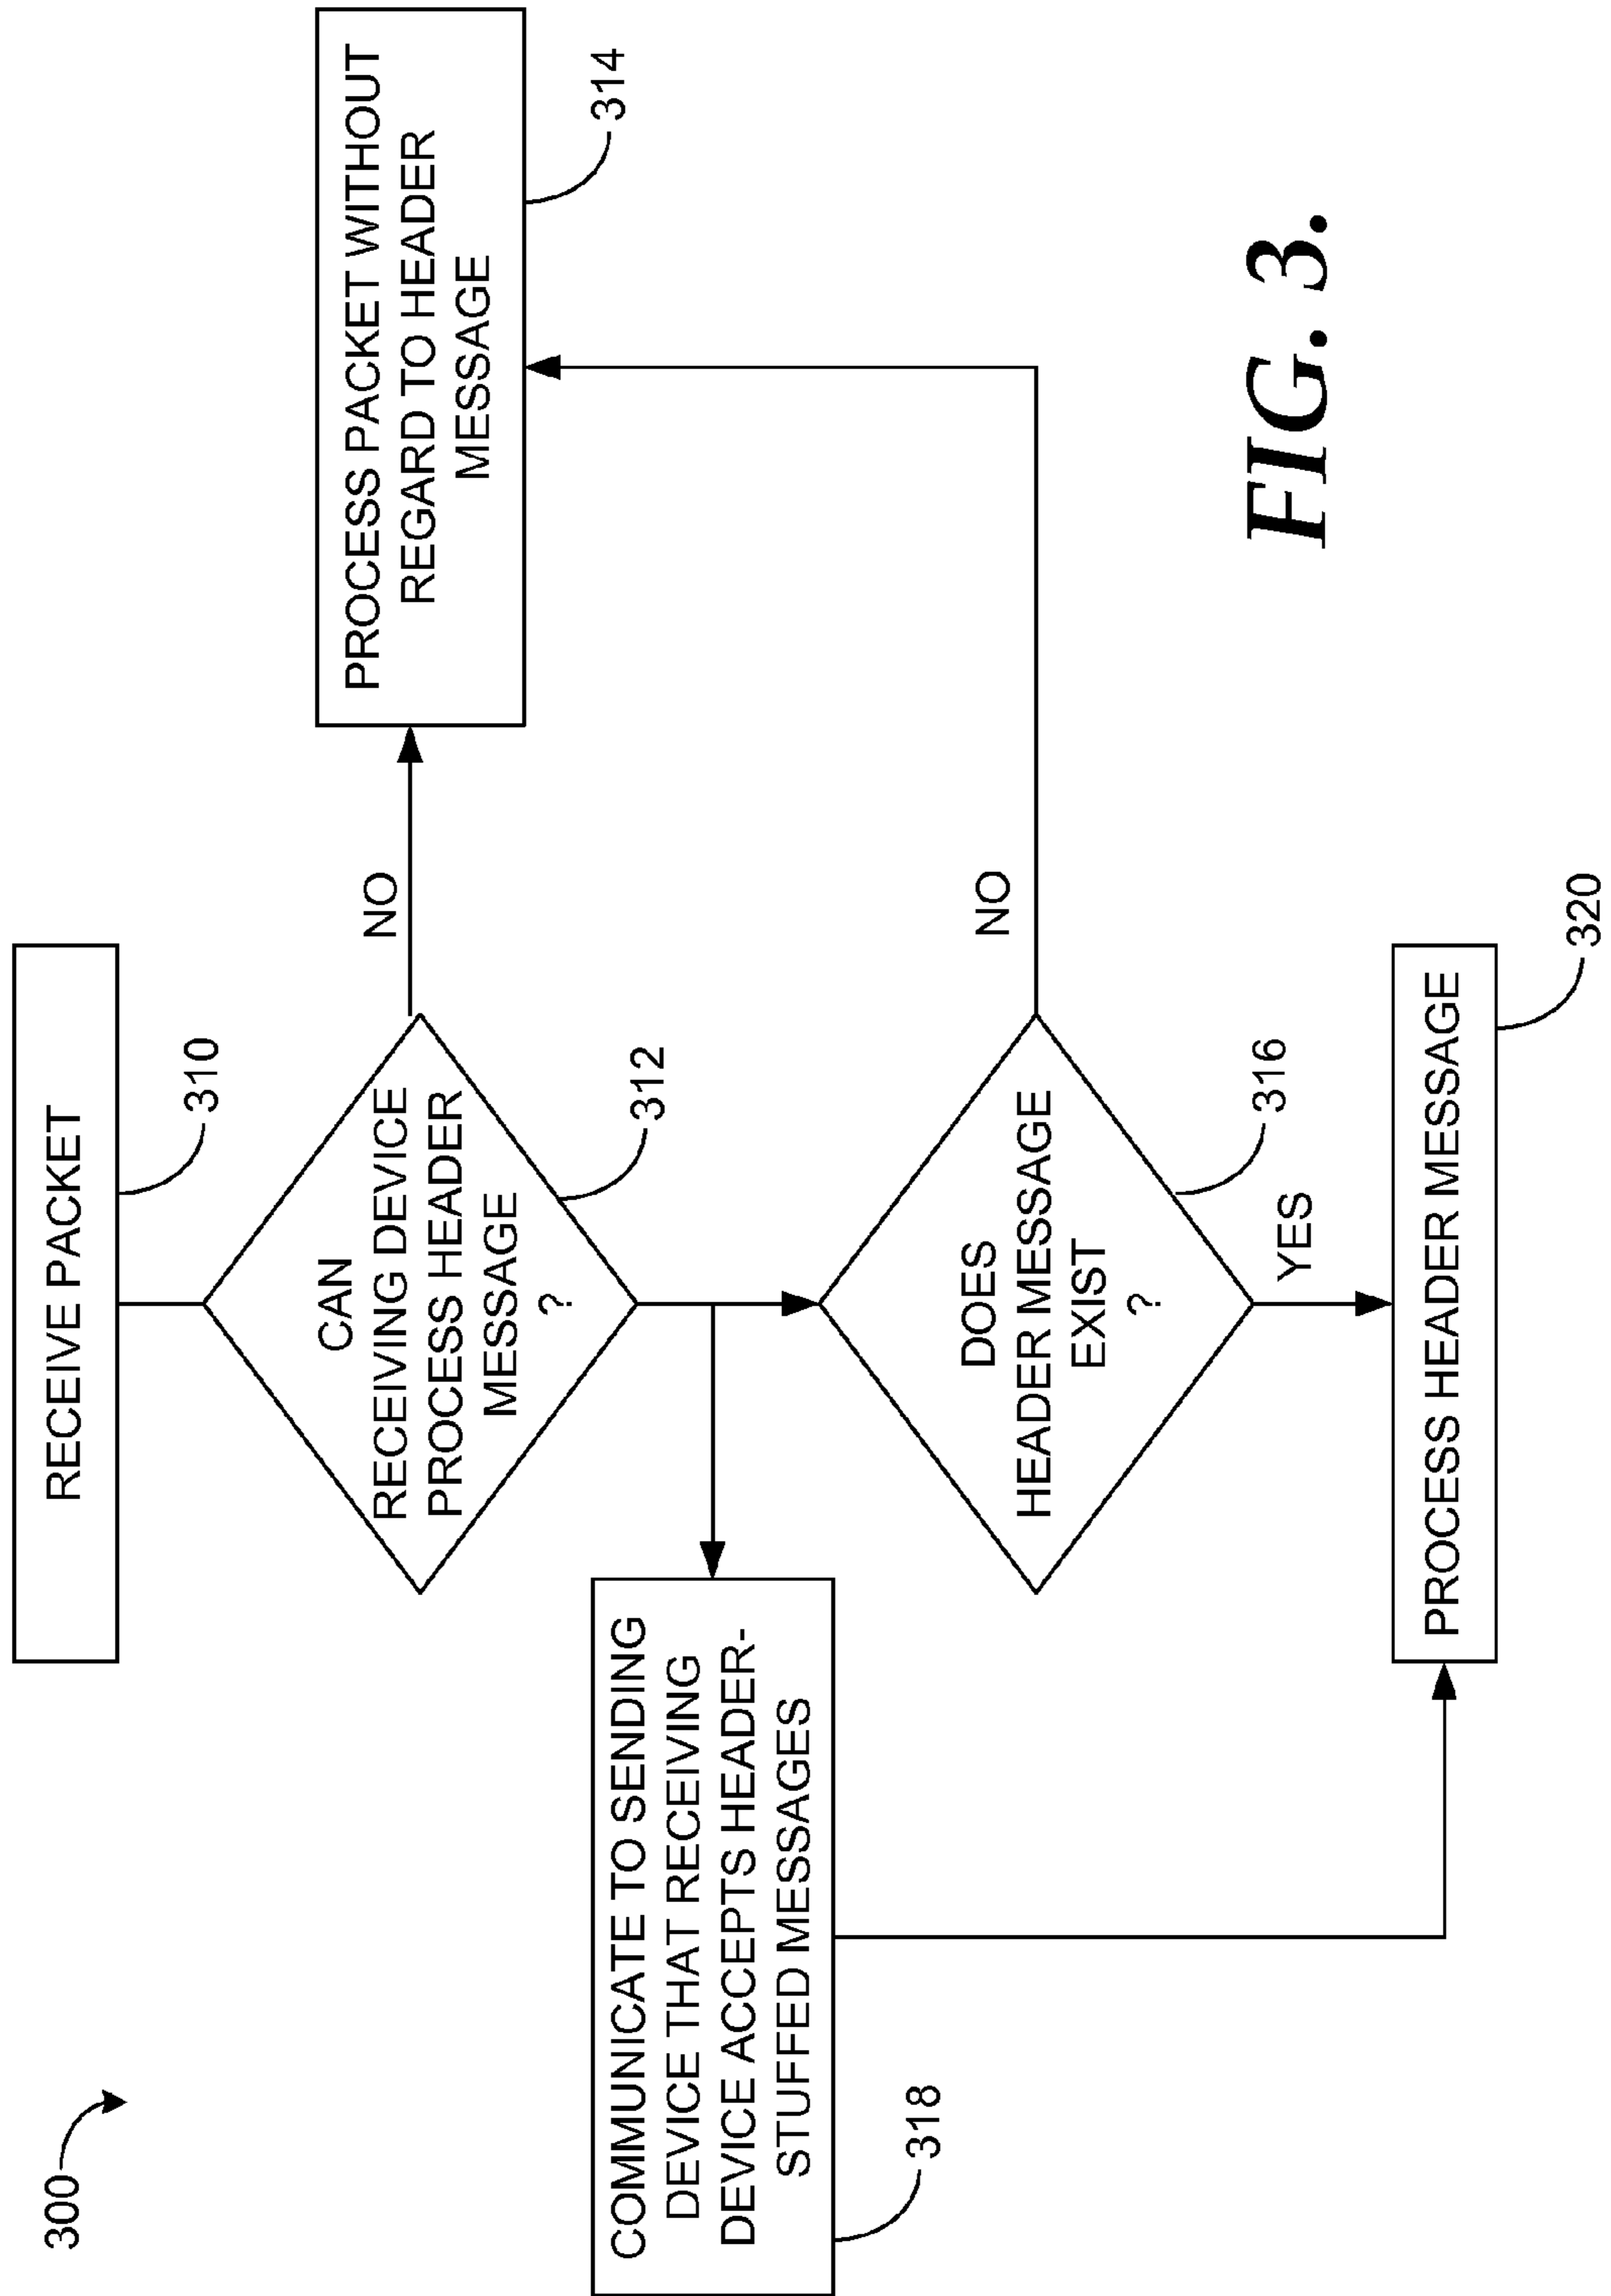 300
RECEIVE PACKET
310
CAN
RECEIVING DEVICE
PROCESS HEADER
MESSAGE
?
312
NO
PROCESS PACKET WITHOUT
REGARD TO HEADER
MESSAGE
314
COMMUNICATE TO SENDING
DEVICE THAT RECEIVING
DEVICE ACCEPTS HEADER-
STUFFED MESSAGES
318
DOES
HEADER MESSAGE
EXIST
?
316
NO
YES
PROCESS HEADER MESSAGE
320
FIG. 3.